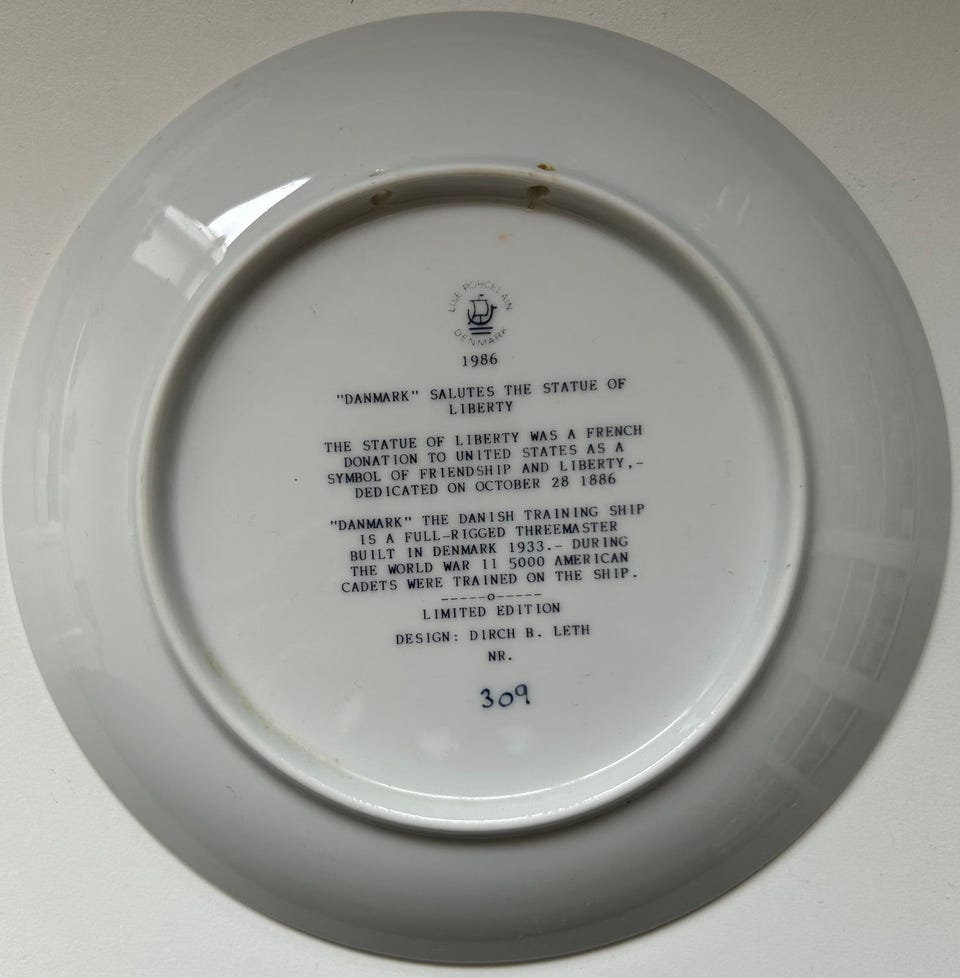 LISE PORCELAIN
DENMARK
1986
"DANMARK" SALUTES THE STATUE OF
LIBERTY
THE STATUE OF LIBERTY WAS A FRENCH
DONATION TO UNITED STATES AS A
SYMBOL OF FRIENDSHIP AND LIBERTY,-
DEDICATED ON OCTOBER 28 1886
"DANMARK" THE DANISH TRAINING SHIP
IS A FULL-RIGGED THREEMASTER
BUILT IN DENMARK 1933.- DURING
THE WORLD WAR II 5000 AMERICAN
CADETS WERE TRAINED ON THE SHIP.
-----o-----
LIMITED EDITION
DESIGN: DIRCH B. LETH
NR.
309